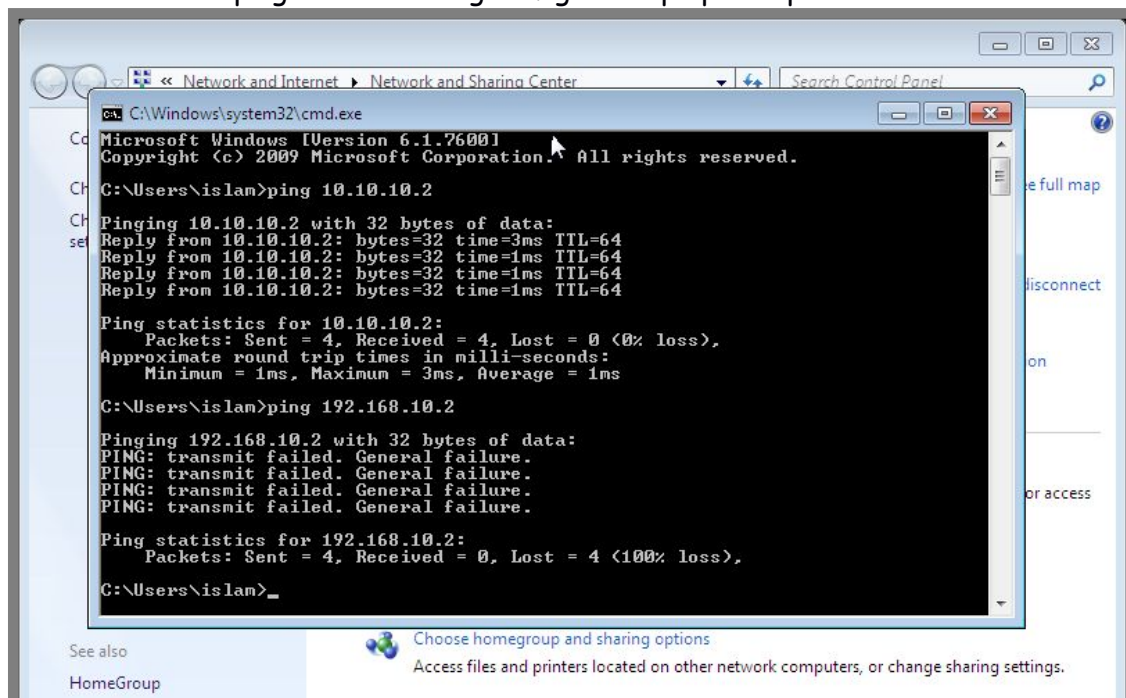 « Network and Internet ▸ Network and Sharing Center
Search Control Panel
C:\Windows\system32\cmd.exe
Microsoft Windows [Version 6.1.7600]
Copyright (c) 2009 Microsoft Corporation. All rights reserved.
C:\Users\islam>ping 10.10.10.2
Pinging 10.10.10.2 with 32 bytes of data:
Reply from 10.10.10.2: bytes=32 time=3ms TTL=64
Reply from 10.10.10.2: bytes=32 time=1ms TTL=64
Reply from 10.10.10.2: bytes=32 time=1ms TTL=64
Reply from 10.10.10.2: bytes=32 time=1ms TTL=64
Ping statistics for 10.10.10.2:
Packets: Sent = 4, Received = 4, Lost = 0 (0% loss),
Approximate round trip times in milli-seconds:
Minimum = 1ms, Maximum = 3ms, Average = 1ms
C:\Users\islam>ping 192.168.10.2
Pinging 192.168.10.2 with 32 bytes of data:
PING: transmit failed. General failure.
PING: transmit failed. General failure.
PING: transmit failed. General failure.
PING: transmit failed. General failure.
Ping statistics for 192.168.10.2:
Packets: Sent = 4, Received = 0, Lost = 4 (100% loss),
C:\Users\islam>_
full map
disconnect
on
or access
Choose homegroup and sharing options
Access files and printers located on other network computers, or change sharing settings.
See also
HomeGroup